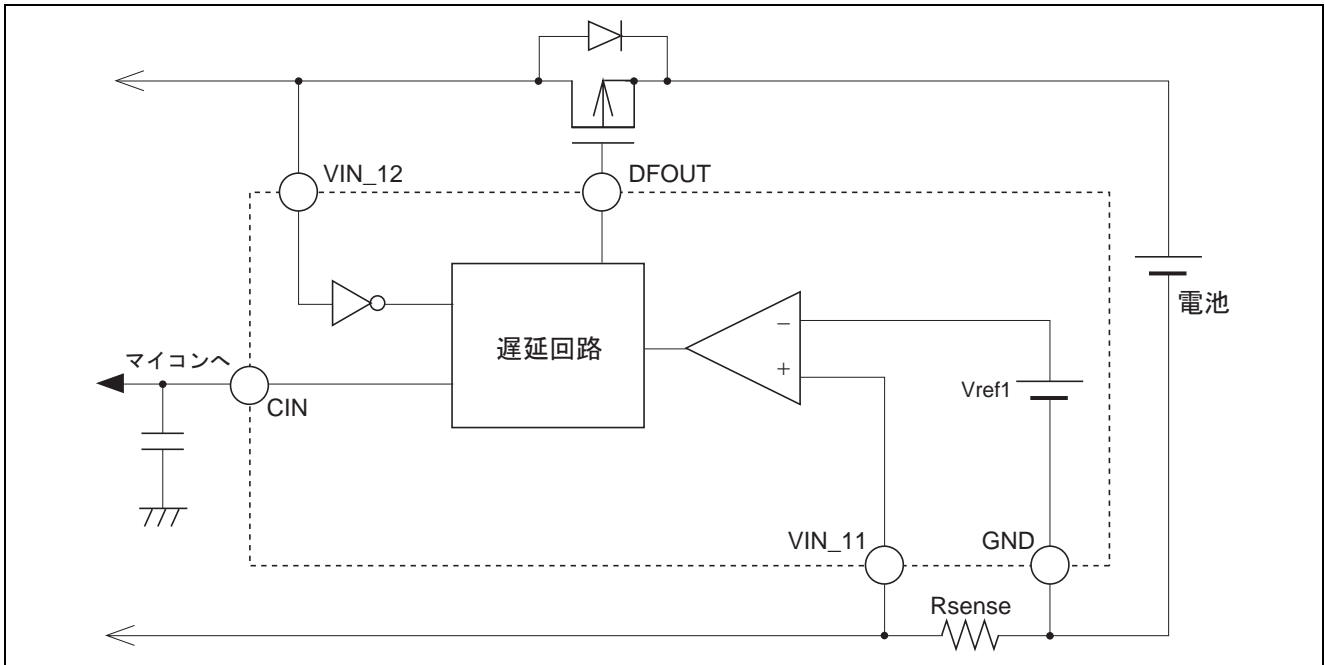 VIN_12
DFOUT
電池
遅延回路
−
+
Vref1
マイコンへ
CIN
VIN_11
GND
Rsense